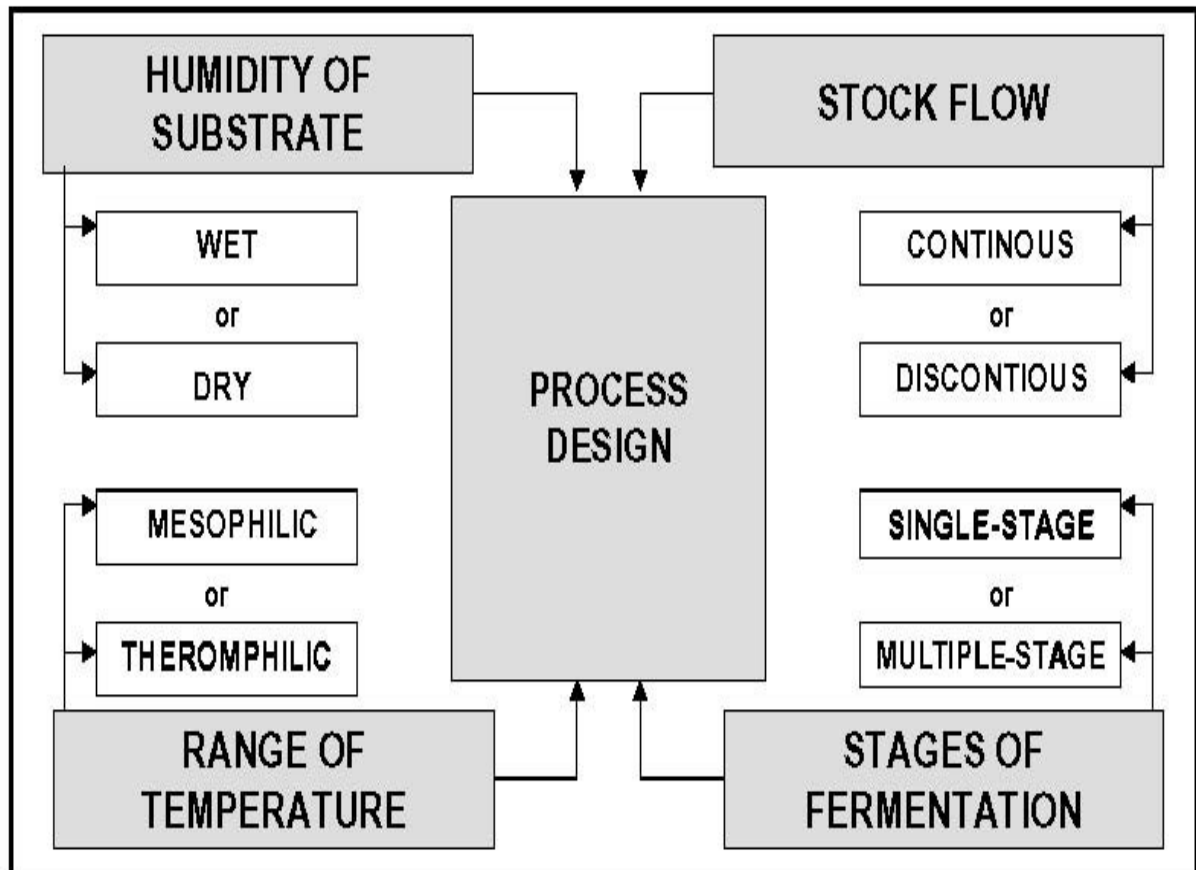 HUMIDITY OF
SUBSTRATE
WET
or
DRY
STOCK FLOW
CONTINOUS
or
DISCONTIOUS
PROCESS
DESIGN
MESOPHILIC
or
THEROMPHILIC
RANGE OF
TEMPERATURE
SINGLE-STAGE
or
MULTIPLE-STAGE
STAGES OF
FERMENTATION